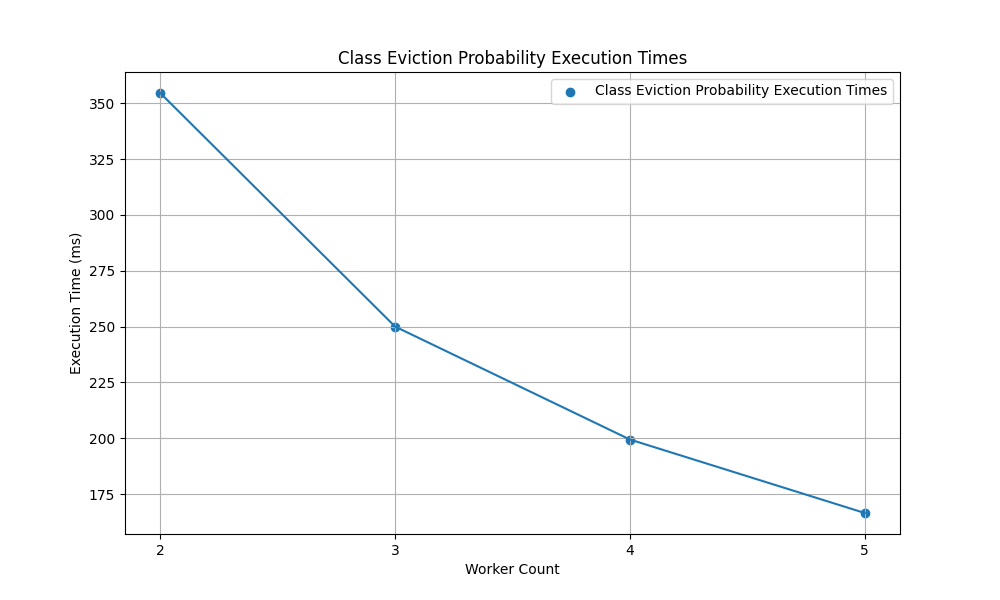 Class Eviction Probability Execution Times
Class Eviction Probability Execution Times
Execution Time (ms)
350
325
300
275
250
225
200
175
2 3 4 5
Worker Count